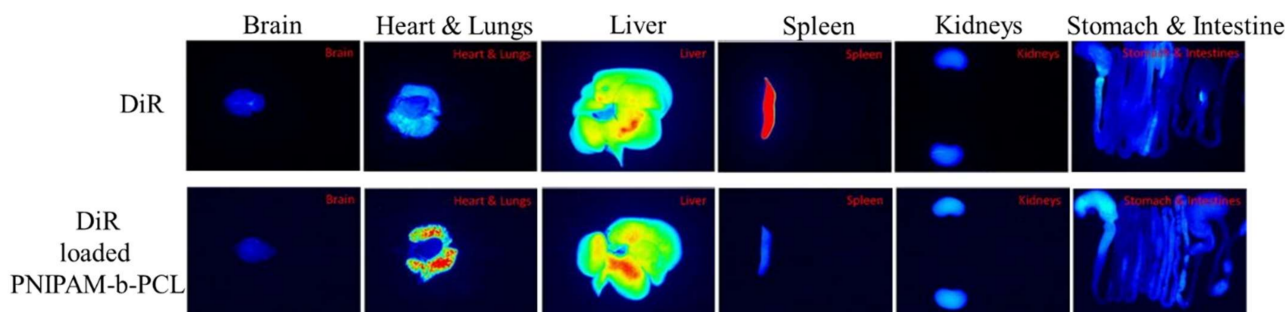 Brain Heart & Lungs Liver Spleen Kidneys Stomach & Intestine
DiR
Brain Heart & Lungs Liver Spleen Kidneys Stomach & Intestines
DiR
loaded
PNIPAM-b-PCL
Brain Heart & Lungs Liver Spleen Kidneys Stomach & Intestines